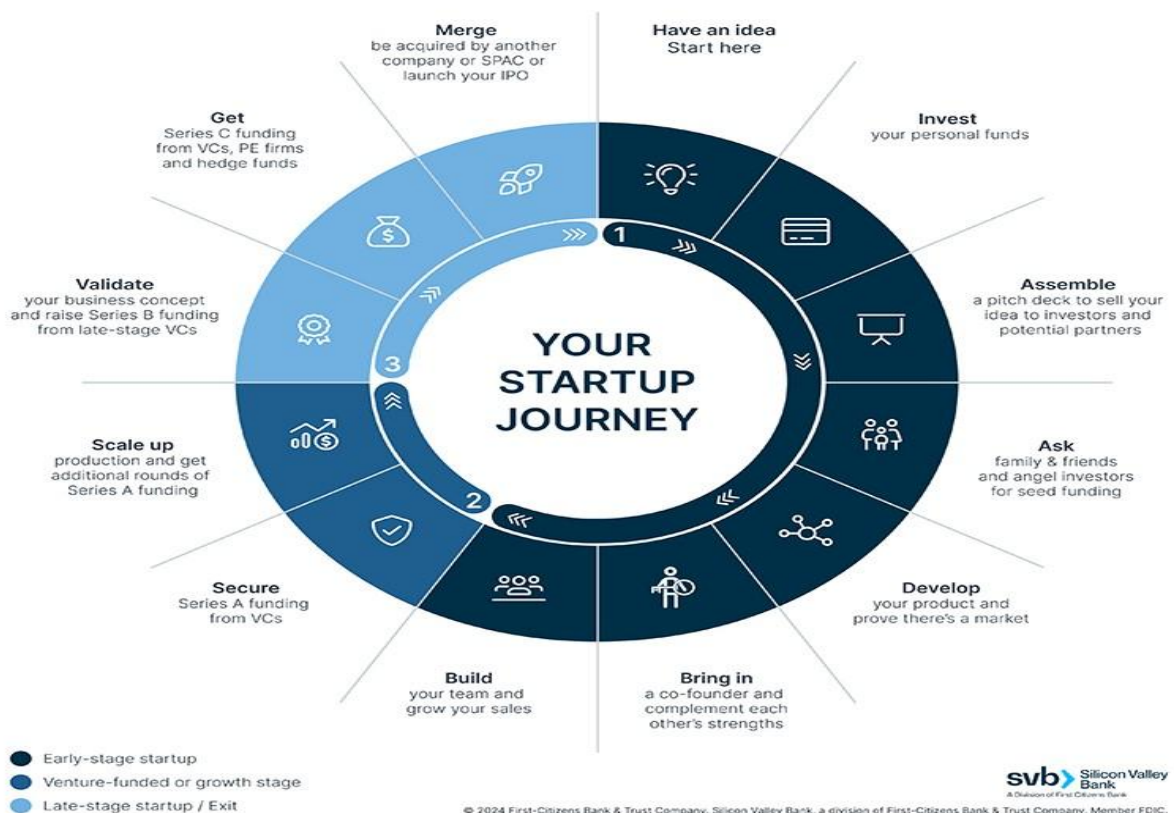 Have an idea
Start here
Invest
your personal funds
Assemble
a pitch deck to sell your
idea to investors and
potential partners
Ask
family & friends
and angel investors
for seed funding
Develop
your product and
prove there's a market
Bring in
a co-founder and
complement each
other's strengths
Build
your team and
grow your sales
Secure
Series A funding
from VCs
Scale up
production and get
additional rounds of
Series A funding
Validate
your business concept
and raise Series B funding
from late-stage VCs
Get
Series C funding
from VCs, PE firms
and hedge funds
Merge
be acquired by another
company or SPAC or
launch your IPO
1
2
3
YOUR
STARTUP
JOURNEY
Early-stage startup
Venture-funded or growth stage
Late-stage startup / Exit
svb Silicon Valley
Bank
A Division of First Citizens Bank
© 2024 First-Citizens Bank & Trust Company. Silicon Valley Bank, a division of First-Citizens Bank & Trust Company. Member FDIC.